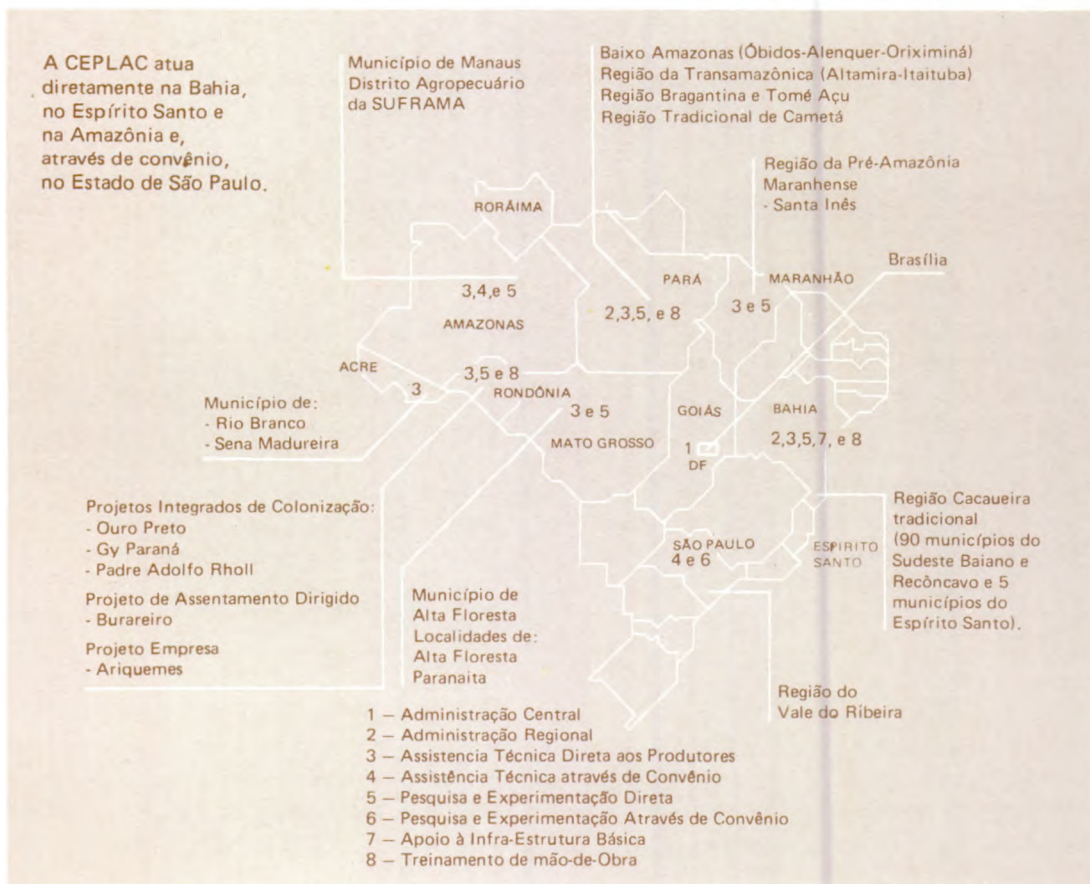 A CEPLAC atua
diretamente na Bahia,
no Espírito Santo e
na Amazônia e,
através de convênio,
no Estado de São Paulo.
Município de Manaus
Distrito Agropecuário
da SUFRAMA
Baixo Amazonas (Óbidos-Alenquer-Oriximiná)
Região da Transamazônica (Altamira-Itaituba)
Região Bragantina e Tomé Açu
Região Tradicional de Cametá
Região da Pré-Amazônia
Maranhense
- Santa Inês
Brasília
RORÁIMA
PARÁ
MARANHÃO
3,4,e 5
2,3,5, e 8
3 e 5
AMAZONAS
ACRE
3
3,5 e 8
RONDÔNIA
3 e 5
MATO GROSSO
GOIÁS
1
DF
BAHIA
2,3,5,7, e 8
Município de:
- Rio Branco
- Sena Madureira
Projetos Integrados de Colonização:
- Ouro Preto
- Gy Paraná
- Padre Adolfo Rholl
Projeto de Assentamento Dirigido
- Burareiro
Projeto Empresa
- Ariquemes
Município de
Alta Floresta
Localidades de:
Alta Floresta
Paranaita
SÃO PAULO
4 e 6
ESPIRITO
SANTO
Região Cacaueira
tradicional
(90 municípios do
Sudeste Baiano e
Recôncavo e 5
municípios do
Espírito Santo).
Região do
Vale do Ribeira
1 – Administração Central
2 – Administração Regional
3 – Assistencia Técnica Direta aos Produtores
4 – Assistência Técnica através de Convênio
5 – Pesquisa e Experimentação Direta
6 – Pesquisa e Experimentação Através de Convênio
7 – Apoio à Infra-Estrutura Básica
8 – Treinamento de mão-de-Obra